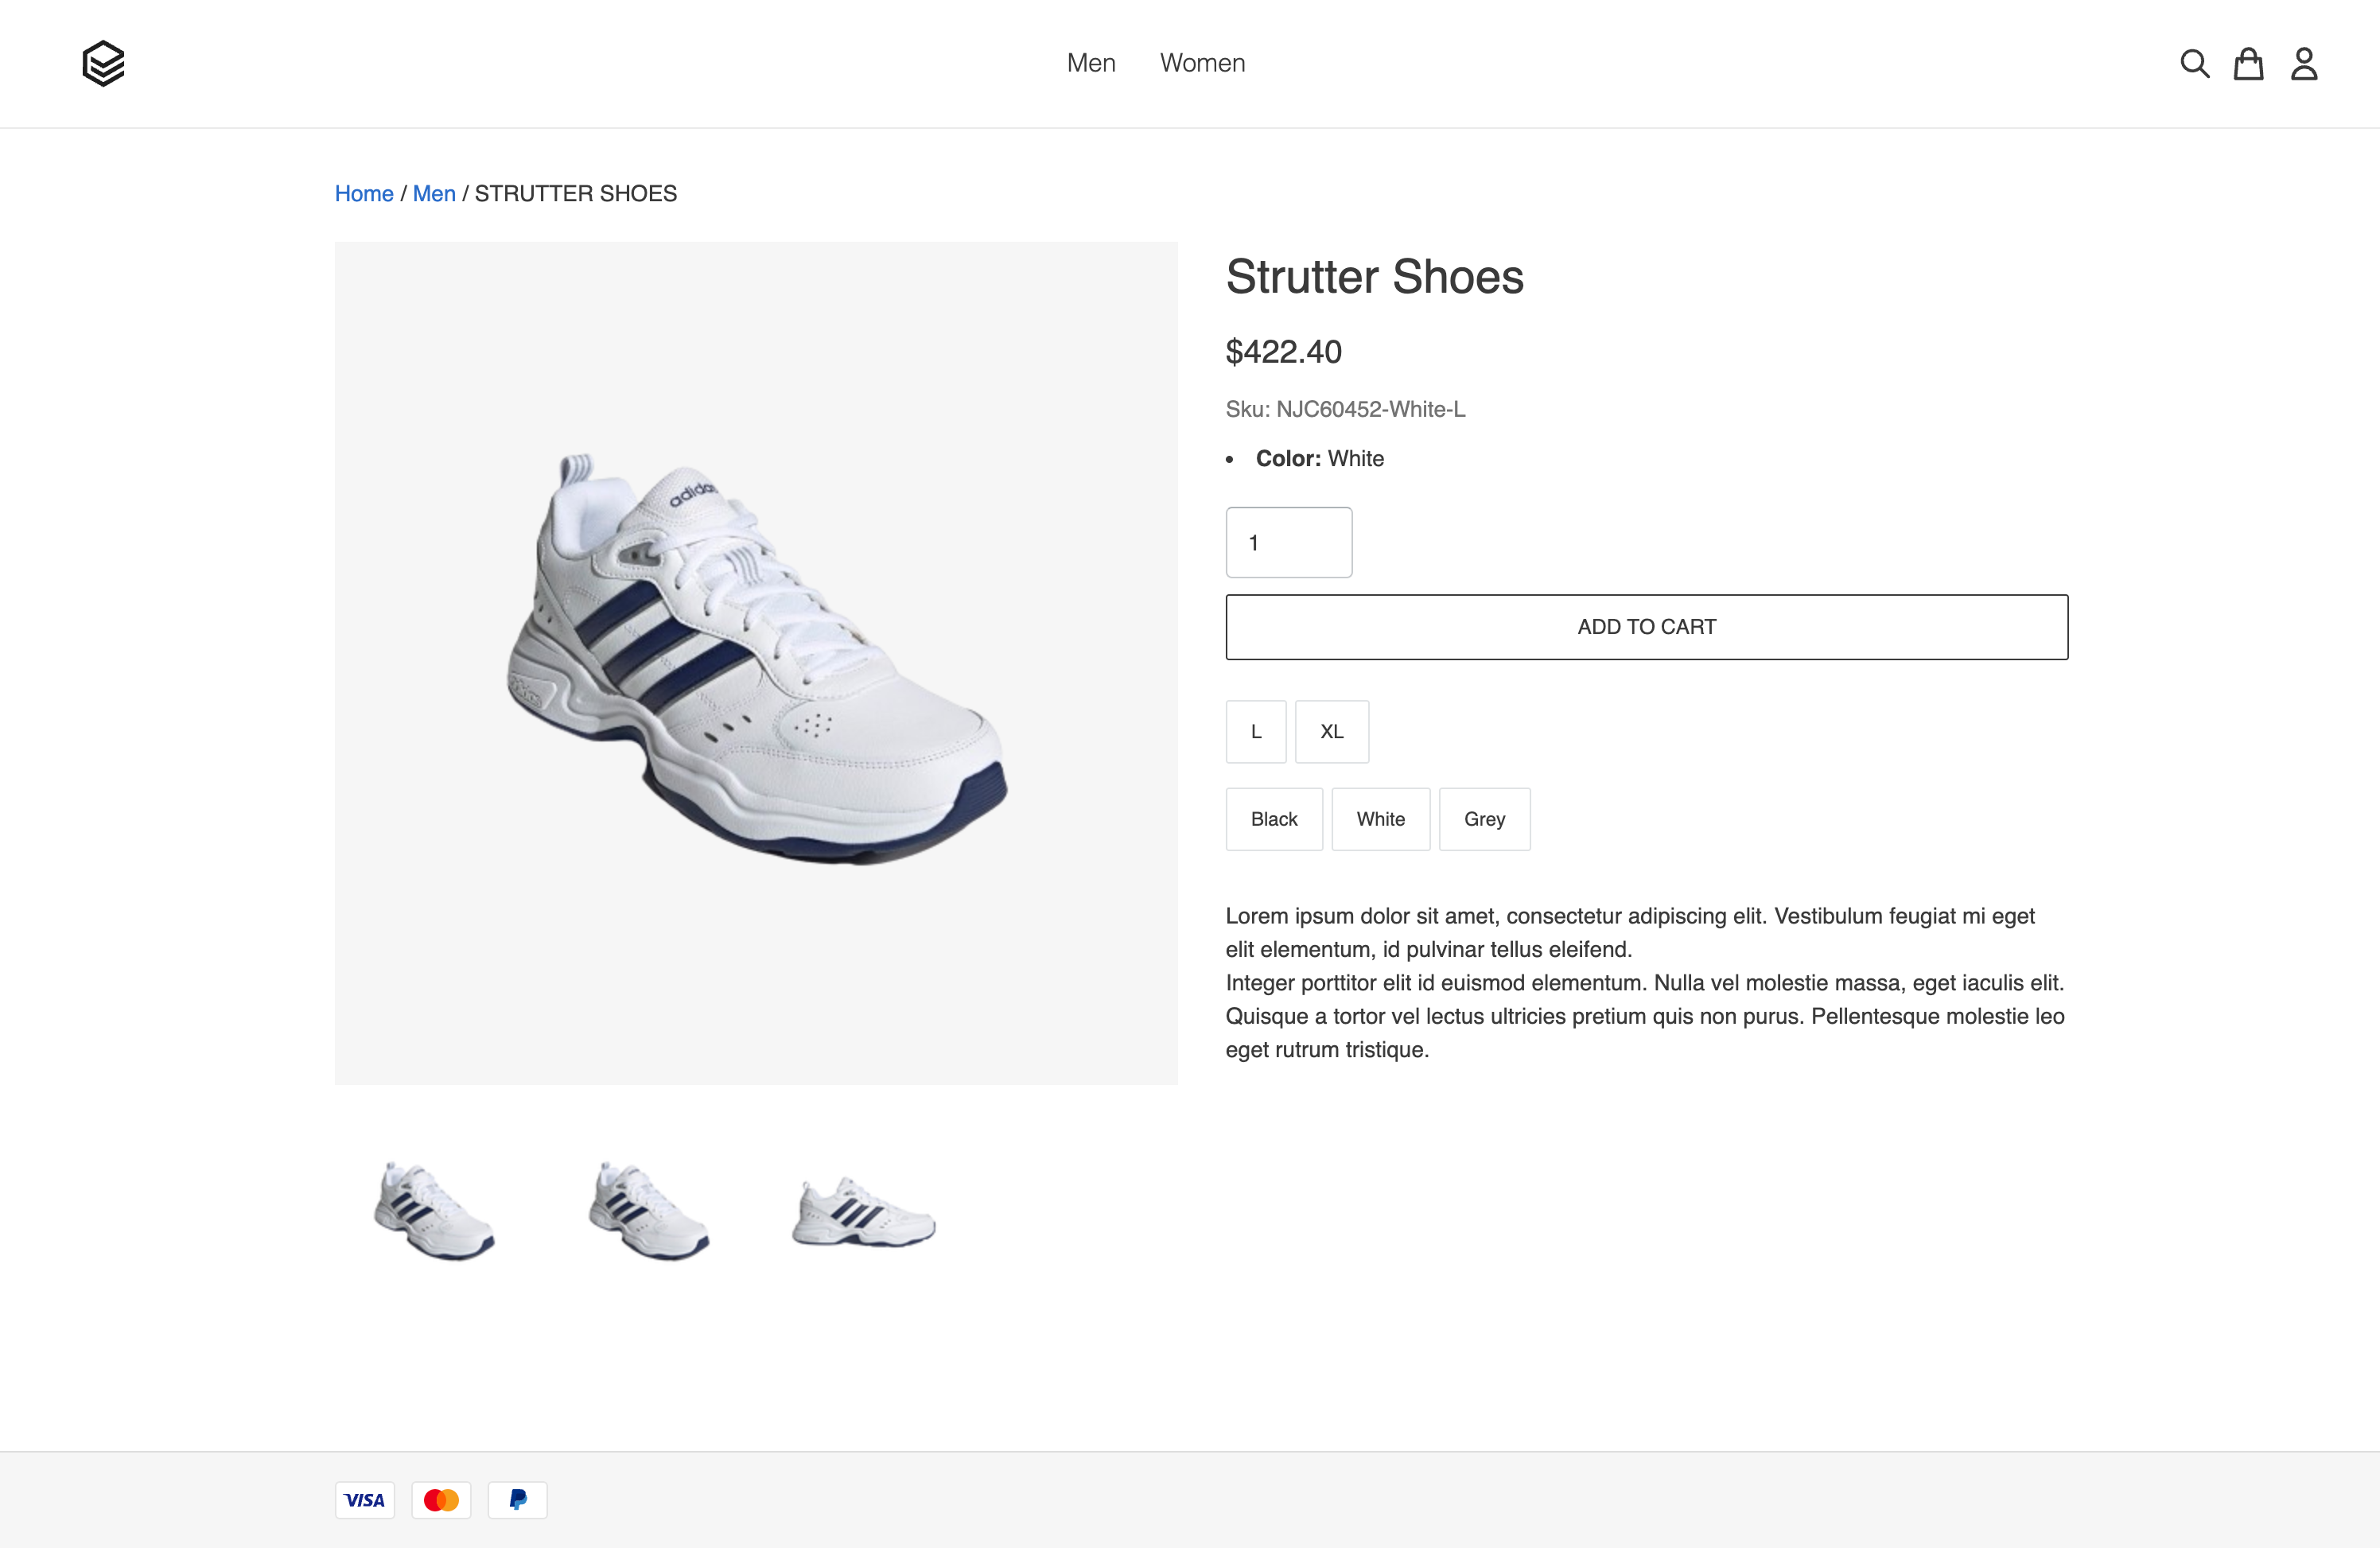 Men Women
Home / Men / STRUTTER SHOES
adidas
Strutter Shoes
$422.40
Sku: NJC60452-White-L
• Color: White
1
ADD TO CART
L XL
Black White Grey
Lorem ipsum dolor sit amet, consectetur adipiscing elit. Vestibulum feugiat mi eget
elit elementum, id pulvinar tellus eleifend.
Integer porttitor elit id euismod elementum. Nulla vel molestie massa, eget iaculis elit.
Quisque a tortor vel lectus ultricies pretium quis non purus. Pellentesque molestie leo
eget rutrum tristique.
VISA